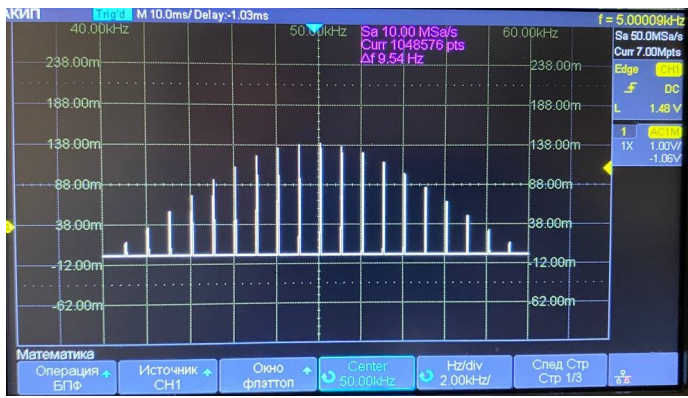 АКИП Trig'd M 10.0ms/ Delay:-1.03ms f = 5.00009kHz
40.00kHz 50.00kHz 60.00kHz
Sa 10.00 MSa/s
Curr 1048576 pts
Δf 9.54 Hz
Sa 50.0MSa/s
Curr 7.00Mpts
Edge CH1
DC
L 1.48 V
1 AC1M
1X 1.00V/
-1.06V
238.00m 238.00m
188.00m 188.00m
138.00m 138.00m
88.00m 88.00m
38.00m 38.00m
-12.00m -12.00m
-62.00m -62.00m
Математика
Операция Источник Окно Center Hz/div След Стр
БПФ CH1 флэттоп 50.00kHz 2.00kHz/ Стр 1/3